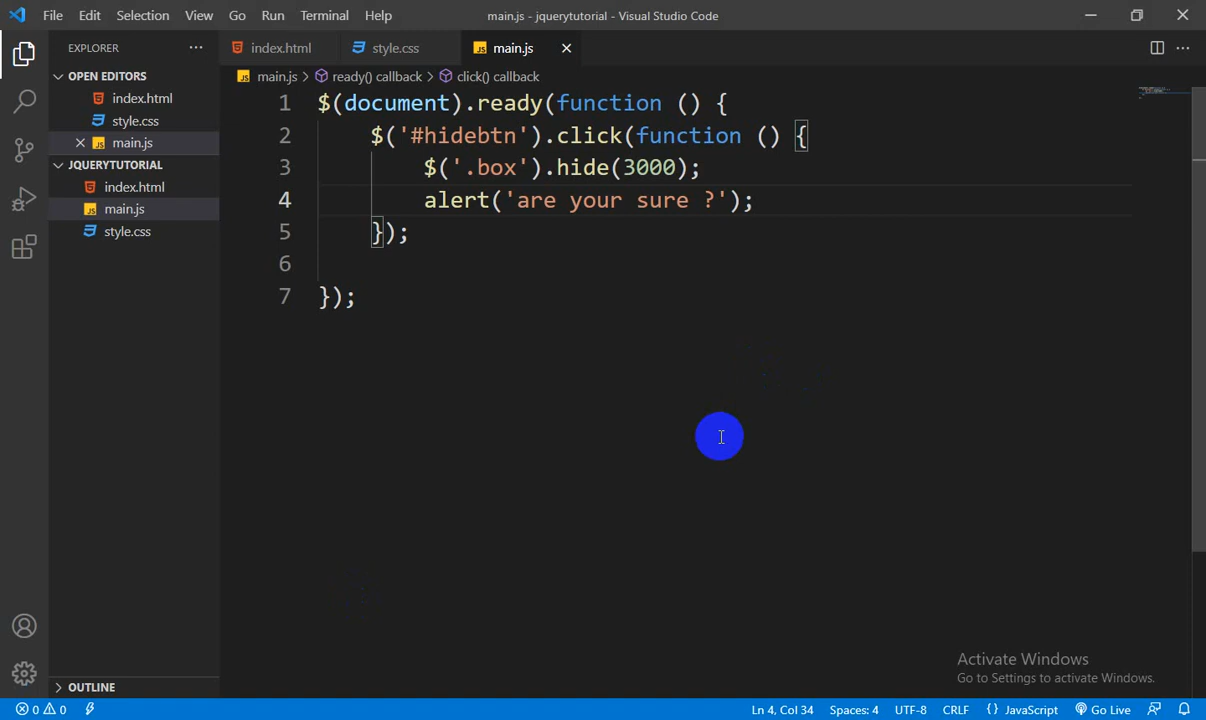 File Edit Selection View Go Run Terminal Help main.js - jquerytutorial - Visual Studio Code
EXPLORER
index.html style.css main.js
OPEN EDITORS
index.html
style.css
main.js
JQUERYTUTORIAL
index.html
main.js
style.css
OUTLINE
main.js ready() callback click() callback
1 $(document).ready(function () {
2 $('#hidebtn').click(function () {
3 $('.box').hide(3000);
4 alert('are your sure ?');
5 });
6
7 });
Activate Windows
Go to Settings to activate Windows.
0 0 Ln 4, Col 34 Spaces: 4 UTF-8 CRLF {} JavaScript Go Live